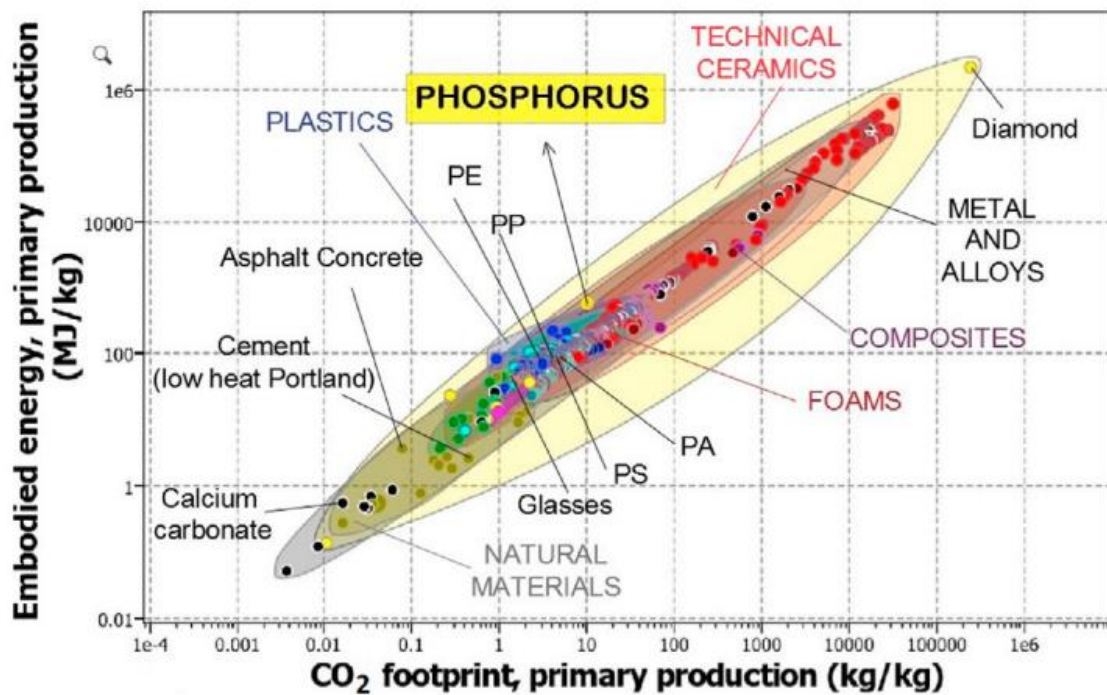 Embodied energy, primary production
(MJ/kg)
1e6
10000
100
1
0.01
PHOSPHORUS
TECHNICAL
CERAMICS
PLASTICS
Diamond
PE
PP
METAL
AND
ALLOYS
Asphalt Concrete
Cement
(low heat Portland)
COMPOSITES
FOAMS
PA
PS
Glasses
Calcium
carbonate
NATURAL
MATERIALS
1e-4
0.001
0.01
0.1
1
10
100
1000
10000
100000
1e6
CO₂ footprint, primary production (kg/kg)